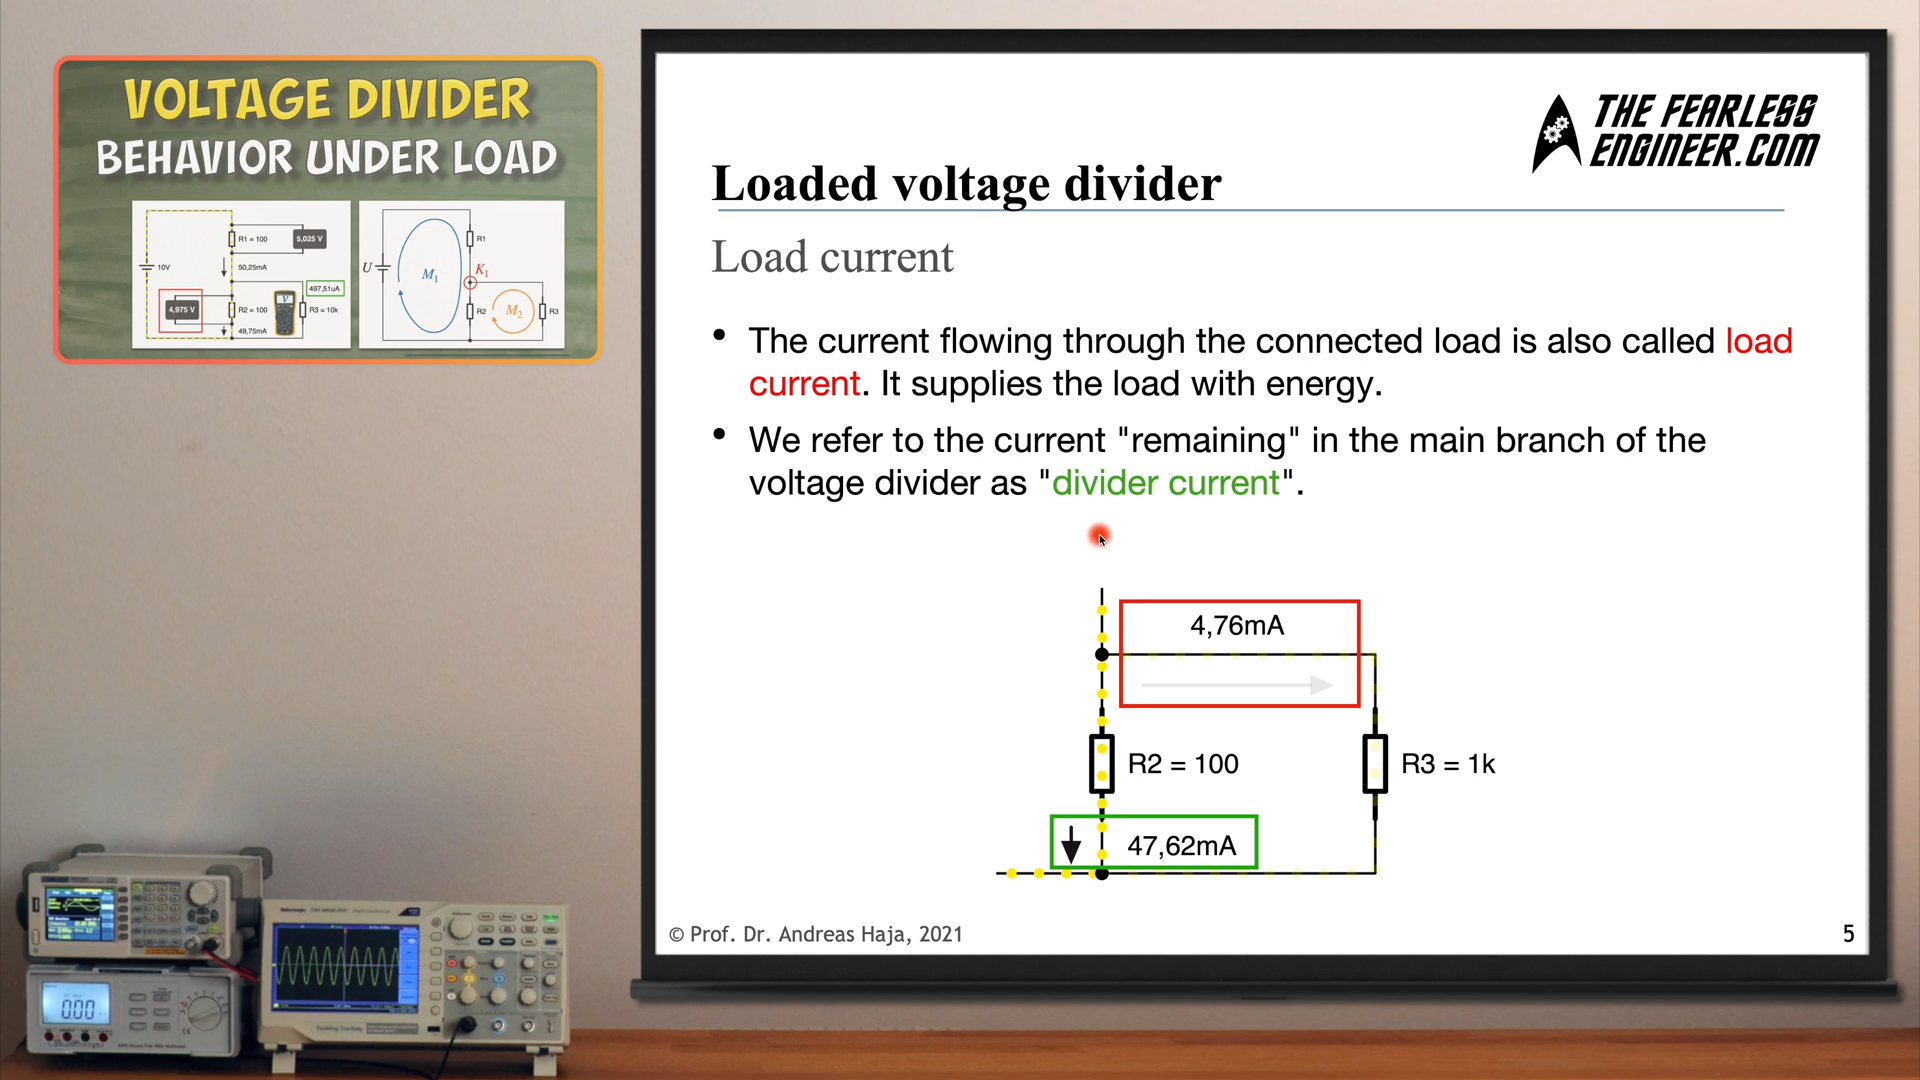 VOLTAGE DIVIDER
BEHAVIOR UNDER LOAD
R1 = 100
5,025 V
10V
50,25mA
497,51uA
4,975 V
V
R2 = 100
R3 = 10k
49,75mA
R1
U
K1
M1
R2
M2
R3
THE FEARLESS
ENGINEER.COM
Loaded voltage divider
Load current
• The current flowing through the connected load is also called load
current. It supplies the load with energy.
• We refer to the current "remaining" in the main branch of the
voltage divider as "divider current".
4,76mA
R2 = 100
R3 = 1k
47,62mA
© Prof. Dr. Andreas Haja, 2021
5
Tektronix
0.00